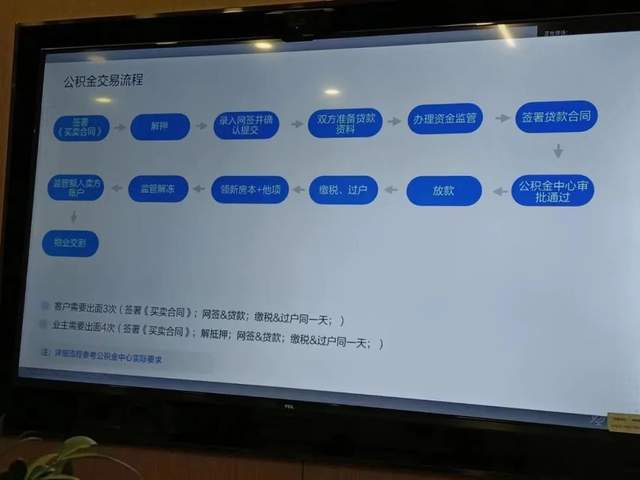 公积金交易流程
签署
《买卖合同》
解押
录入网签并确
认提交
双方准备贷款
资料
办理资金监管
签署贷款合同
公积金中心审
批通过
放款
缴税、过户
领新房本+他项
监管解冻
监管额入卖方
账户
物业交割
客户需要出面3次（签署《买卖合同》；网签&贷款；缴税&过户同一天；）
业主需要出面4次（签署《买卖合同》；解抵押；网签&贷款；缴税&过户同一天；）
注：详细流程参考公积金中心实际要求
TCL